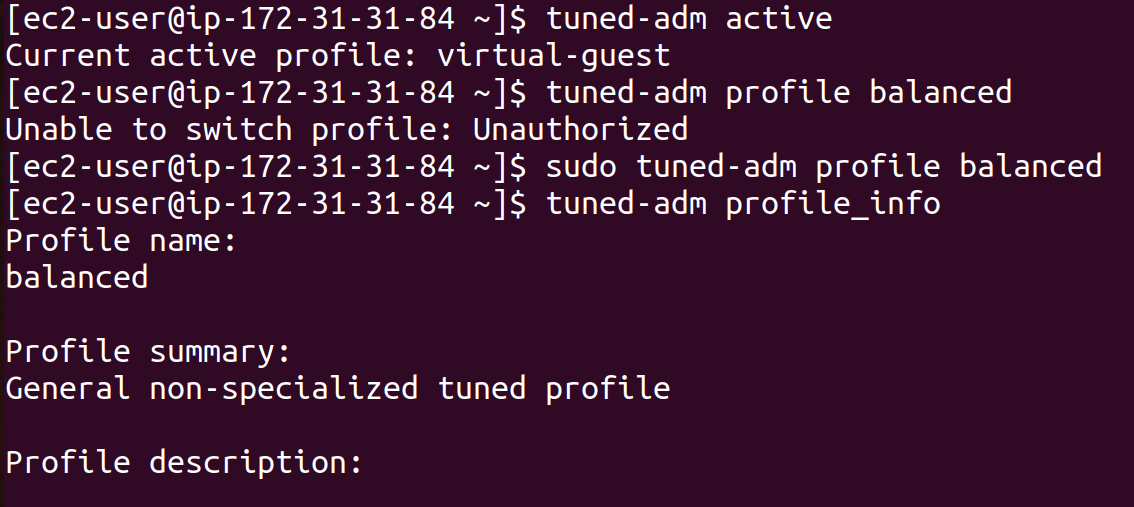 [ec2-user@ip-172-31-31-84 ~]$ tuned-adm active
Current active profile: virtual-guest
[ec2-user@ip-172-31-31-84 ~]$ tuned-adm profile balanced
Unable to switch profile: Unauthorized
[ec2-user@ip-172-31-31-84 ~]$ sudo tuned-adm profile balanced
[ec2-user@ip-172-31-31-84 ~]$ tuned-adm profile_info
Profile name:
balanced
Profile summary:
General non-specialized tuned profile
Profile description: